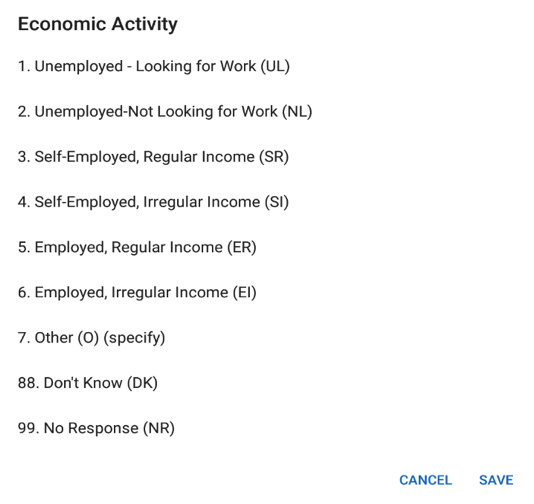 Economic Activity
1. Unemployed - Looking for Work (UL)
2. Unemployed-Not Looking for Work (NL)
3. Self-Employed, Regular Income (SR)
4. Self-Employed, Irregular Income (SI)
5. Employed, Regular Income (ER)
6. Employed, Irregular Income (EI)
7. Other (O) (specify)
88. Don't Know (DK)
99. No Response (NR)
CANCEL SAVE